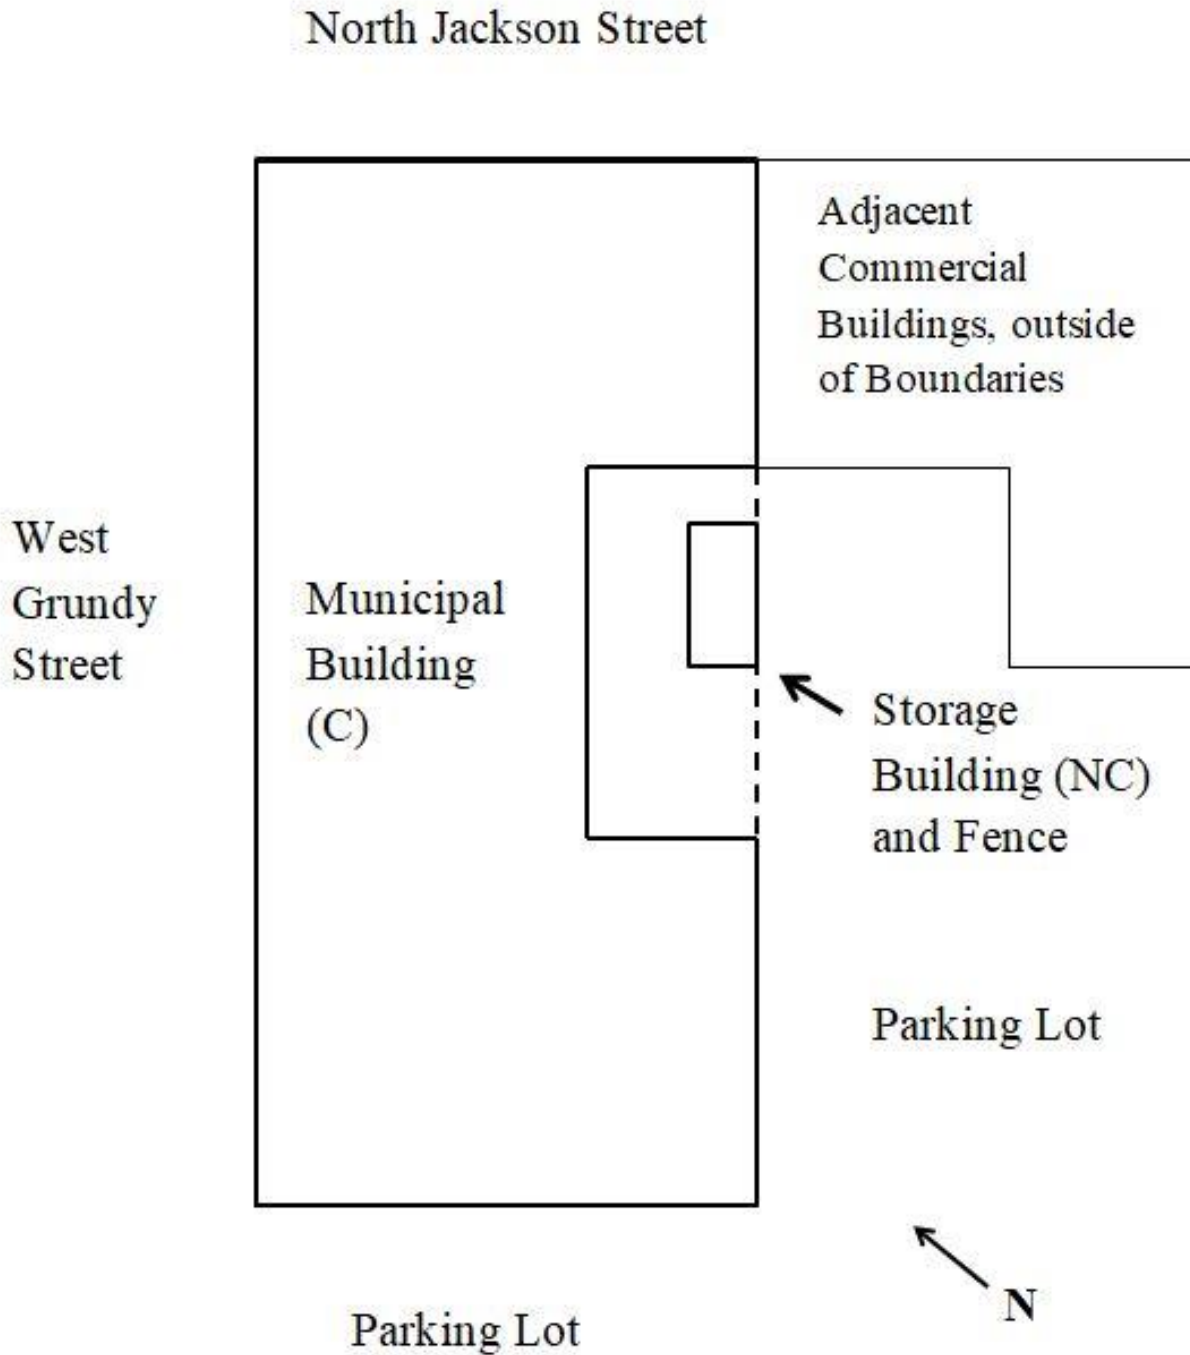 North Jackson Street
Adjacent
Commercial
Buildings, outside
of Boundaries
West
Grundy
Street
Municipal
Building
(C)
Storage
Building (NC)
and Fence
Parking Lot
N
Parking Lot